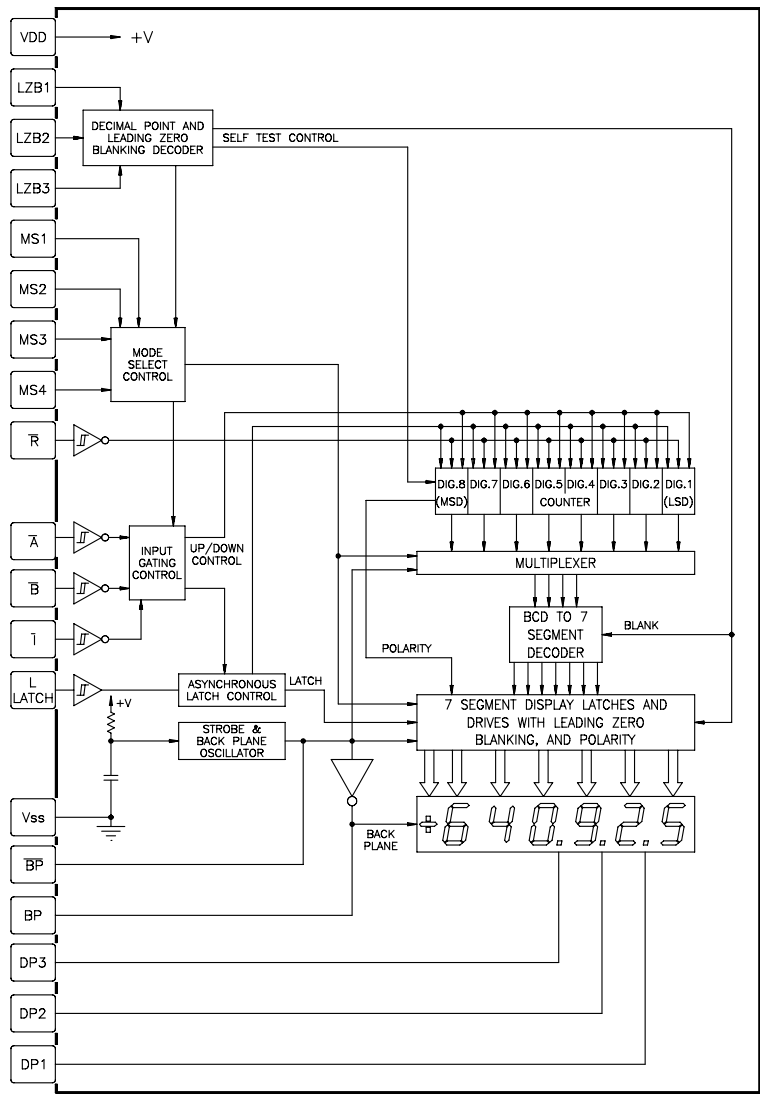 VDD
+V
LZB1
LZB2
LZB3
DECIMAL POINT AND
LEADING ZERO
BLANKING DECODER
SELF TEST CONTROL
MS1
MS2
MS3
MS4
MODE
SELECT
CONTROL
R̅
DIG.8
(MSD)
DIG.7
DIG.6
DIG.5
DIG.4
DIG.3
DIG.2
DIG.1
(LSD)
COUNTER
A̅
B̅
I̅
INPUT
GATING
CONTROL
UP/DOWN
CONTROL
MULTIPLEXER
BCD TO 7
SEGMENT
DECODER
BLANK
POLARITY
L
LATCH
+V
ASYNCHRONOUS
LATCH CONTROL
LATCH
STROBE &
BACK PLANE
OSCILLATOR
7 SEGMENT DISPLAY LATCHES AND
DRIVES WITH LEADING ZERO
BLANKING, AND POLARITY
Vss
+640.9.2.5
BACK
PLANE
B̅P̅
BP
DP3
DP2
DP1